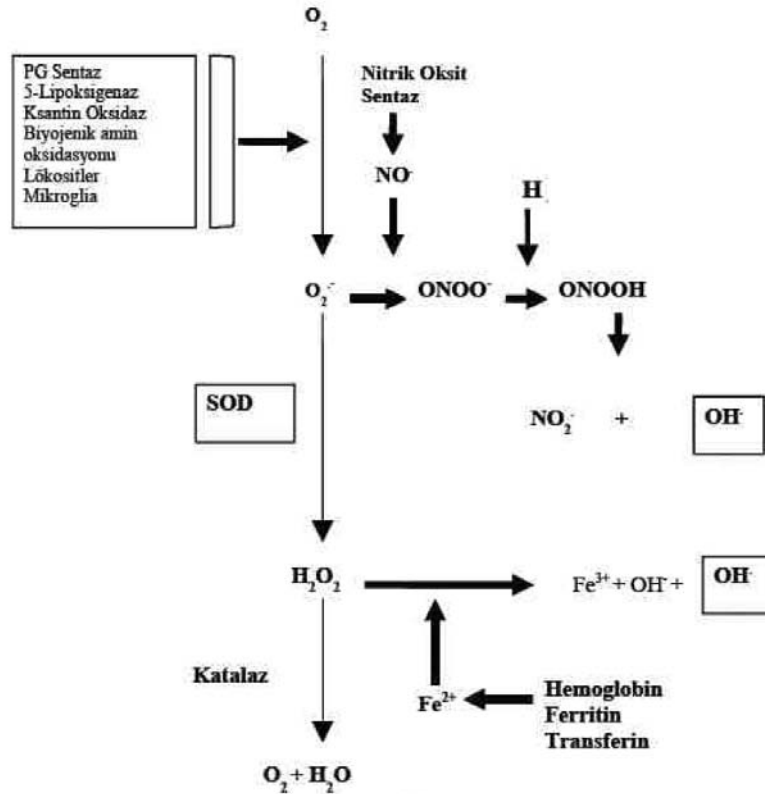 O₂
PG Sentaz
5-Lipoksigenaz
Ksantin Oksidaz
Biyojenik amin
oksidasyonu
Lökositler
Mikroglia
Nitrik Oksit
Sentaz
NO·
H
O₂·⁻
ONOO⁻
ONOOH
SOD
NO₂· + OH·
H₂O₂
Fe³⁺ + OH⁻ + OH·
Katalaz
Fe²⁺
Hemoglobin
Ferritin
Transferin
O₂ + H₂O